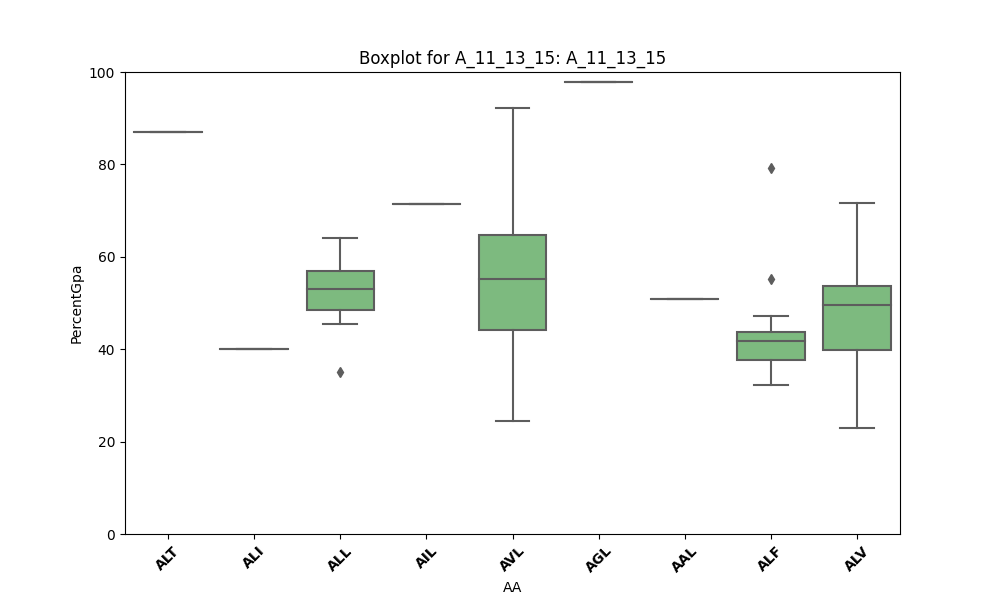 Boxplot for A_11_13_15: A_11_13_15
100
80
60
40
20
0
PercentGpa
ALT
ALI
ALL
AIL
AVL
AGL
AAL
ALF
ALV
AA